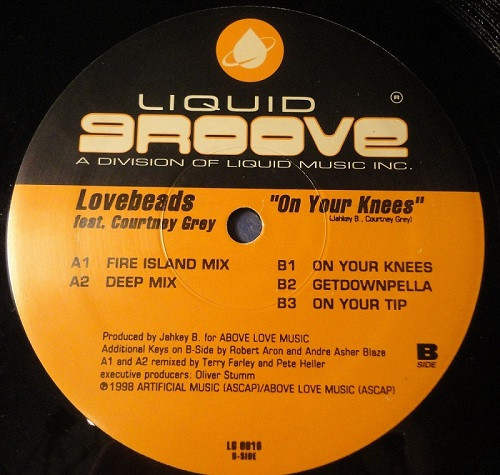 LIQUID
GROOVE ®
A DIVISION OF LIQUID MUSIC INC.
Lovebeads "On Your Knees"
feat. Courtney Grey (Jahkey B., Courtney Grey)
A1 FIRE ISLAND MIX
A2 DEEP MIX
B1 ON YOUR KNEES
B2 GETDOWNPELLA
B3 ON YOUR TIP
Produced by Jahkey B. for ABOVE LOVE MUSIC
Additional Keys on B-Side by Robert Aron and Andre Asher Blaze
A1 and A2 remixed by Terry Farley and Pete Heller
executive producers: Oliver Stumm
℗1998 ARTIFICIAL MUSIC (ASCAP)/ABOVE LOVE MUSIC (ASCAP)
B
SIDE
LG 0016
B-SIDE